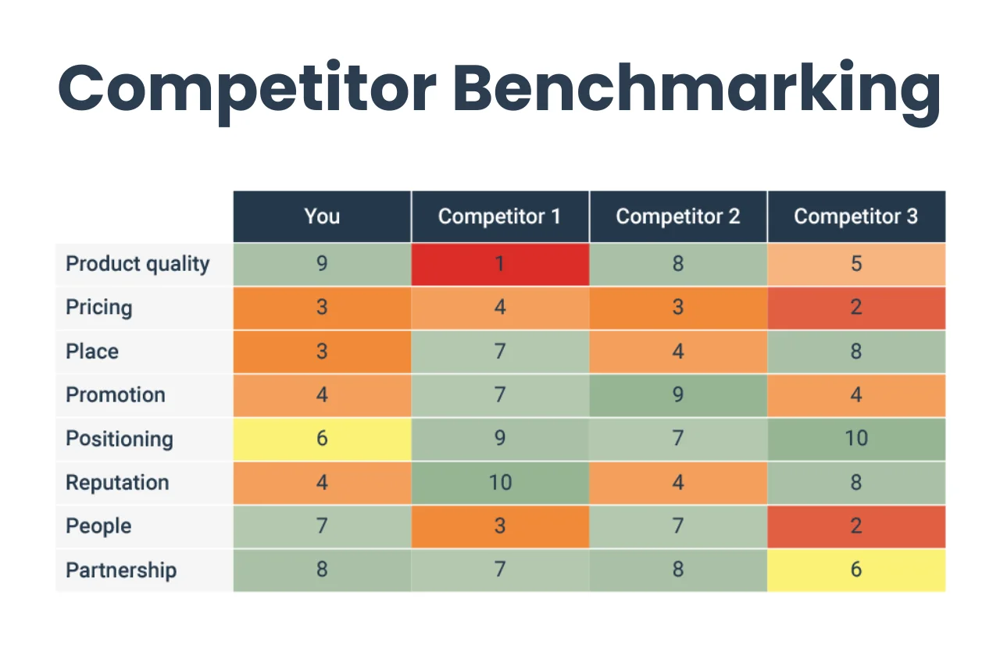 Competitor Benchmarking
You Competitor 1 Competitor 2 Competitor 3
Product quality 9 1 8 5
Pricing 3 4 3 2
Place 3 7 4 8
Promotion 4 7 9 4
Positioning 6 9 7 10
Reputation 4 10 4 8
People 7 3 7 2
Partnership 8 7 8 6